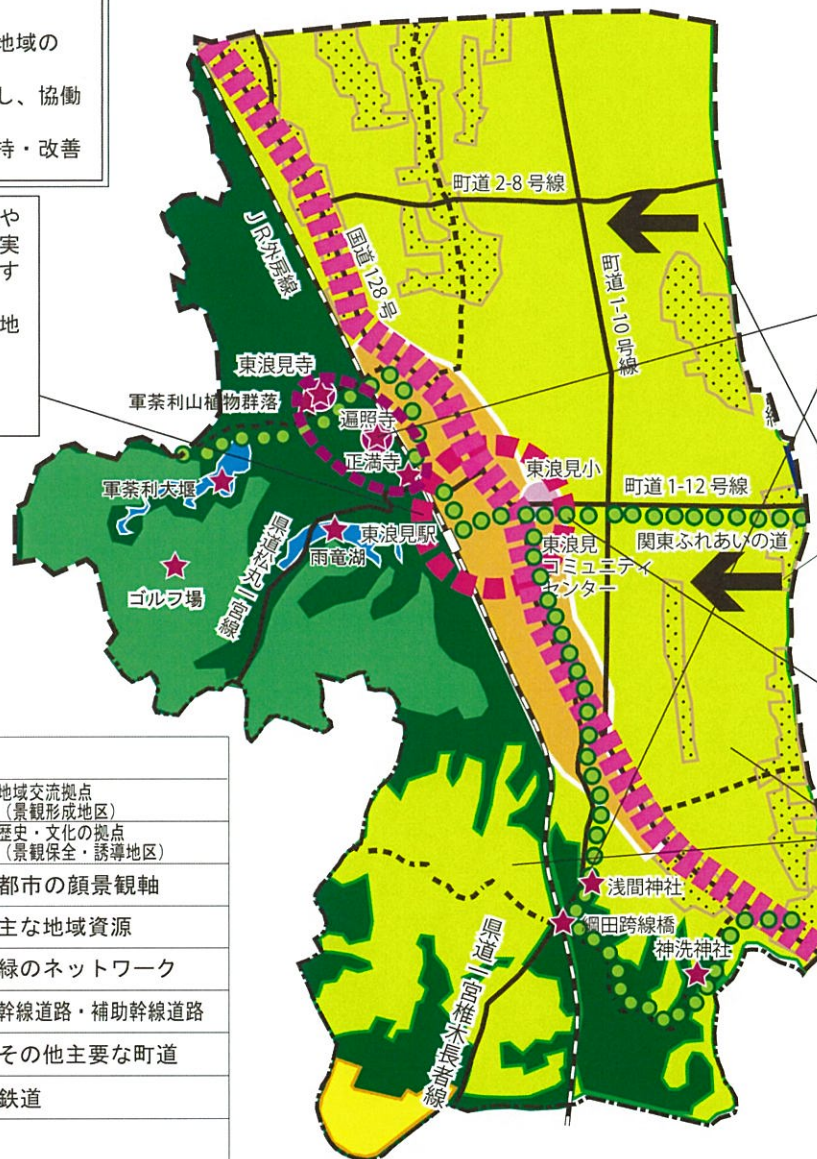 地域の
し、協働
持・改善
や
実
す
地
町道 2-8 号線
JR外房線
国道 128 号
町道 1-10 号線
東浪見寺
軍荼利山植物群落
遍照寺
正満寺
東浪見小
軍荼利大堰
町道 1-12 号線
東浪見駅
雨竜湖
東浪見
コミュニティ
センター
関東ふれあいの道
ゴルフ場
県道松丸一宮線
地域交流拠点
(景観形成地区)
歴史・文化の拠点
(景観保全・誘導地区)
都市の顔景観軸
主な地域資源
緑のネットワーク
幹線道路・補助幹線道路
その他主要な町道
鉄道
浅間神社
綱田跨線橋
神洗神社
県道一宮椎木長者線